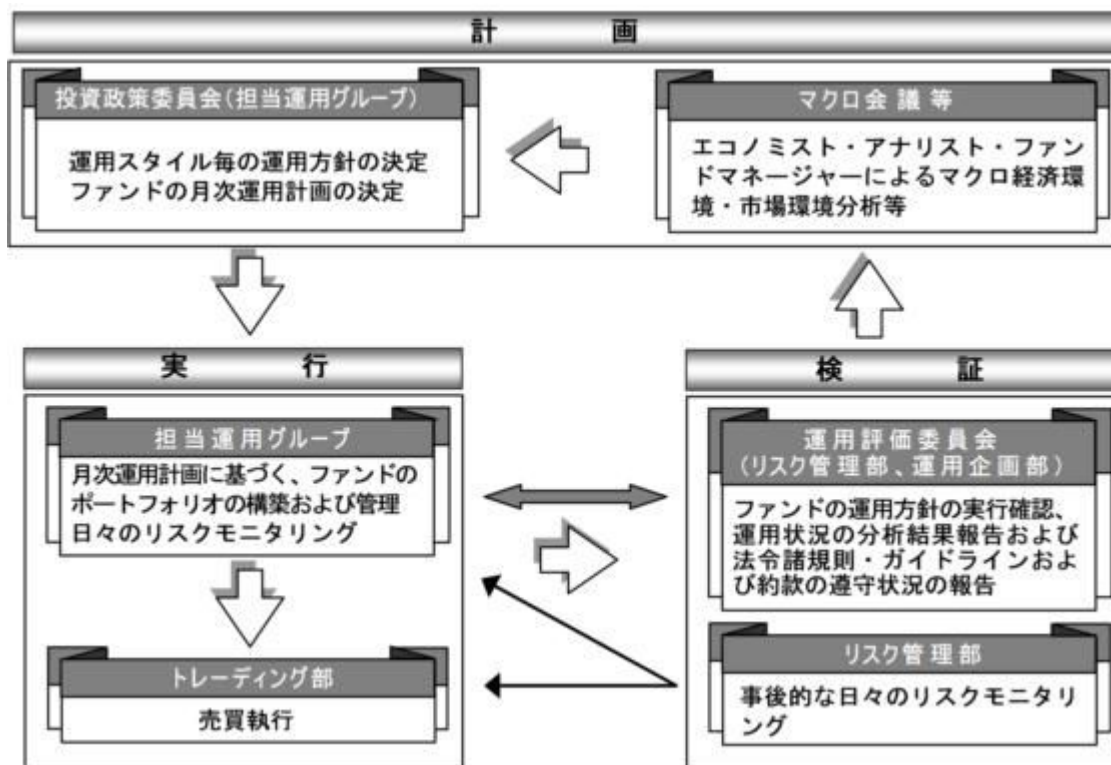 計画
投資政策委員会(担当運用グループ)
運用スタイル毎の運用方針の決定
ファンドの月次運用計画の決定
マクロ会議等
エコノミスト・アナリスト・ファン
ドマネージャーによるマクロ経済環
境・市場環境分析等
実行
担当運用グループ
月次運用計画に基づく、ファンドの
ポートフォリオの構築および管理
日々のリスクモニタリング
トレーディング部
売買執行
検証
運用評価委員会
(リスク管理部、運用企画部)
ファンドの運用方針の実行確認、
運用状況の分析結果報告および
法令諸規則・ガイドラインおよ
び約款の遵守状況の報告
リスク管理部
事後的な日々のリスクモニタリ
ング